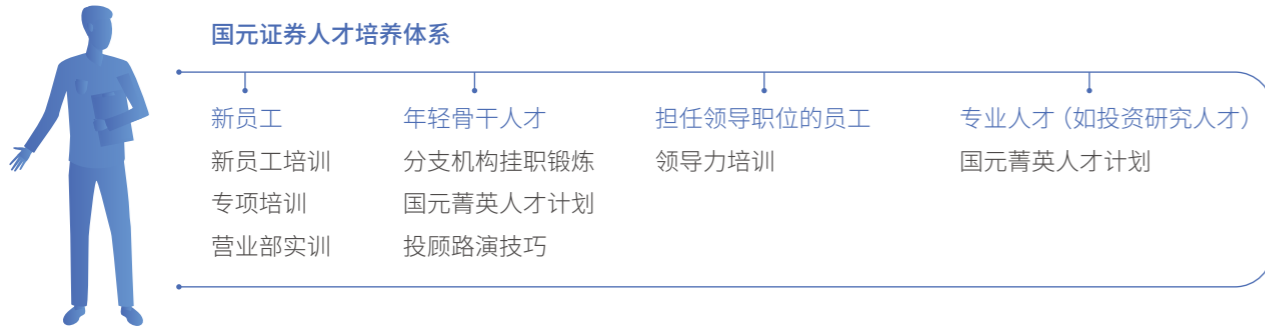 国元证券人才培养体系
新员工
新员工培训
专项培训
营业部实训
年轻骨干人才
分支机构挂职锻炼
国元菁英人才计划
投顾路演技巧
担任领导职位的员工
领导力培训
专业人才（如投资研究人才）
国元菁英人才计划